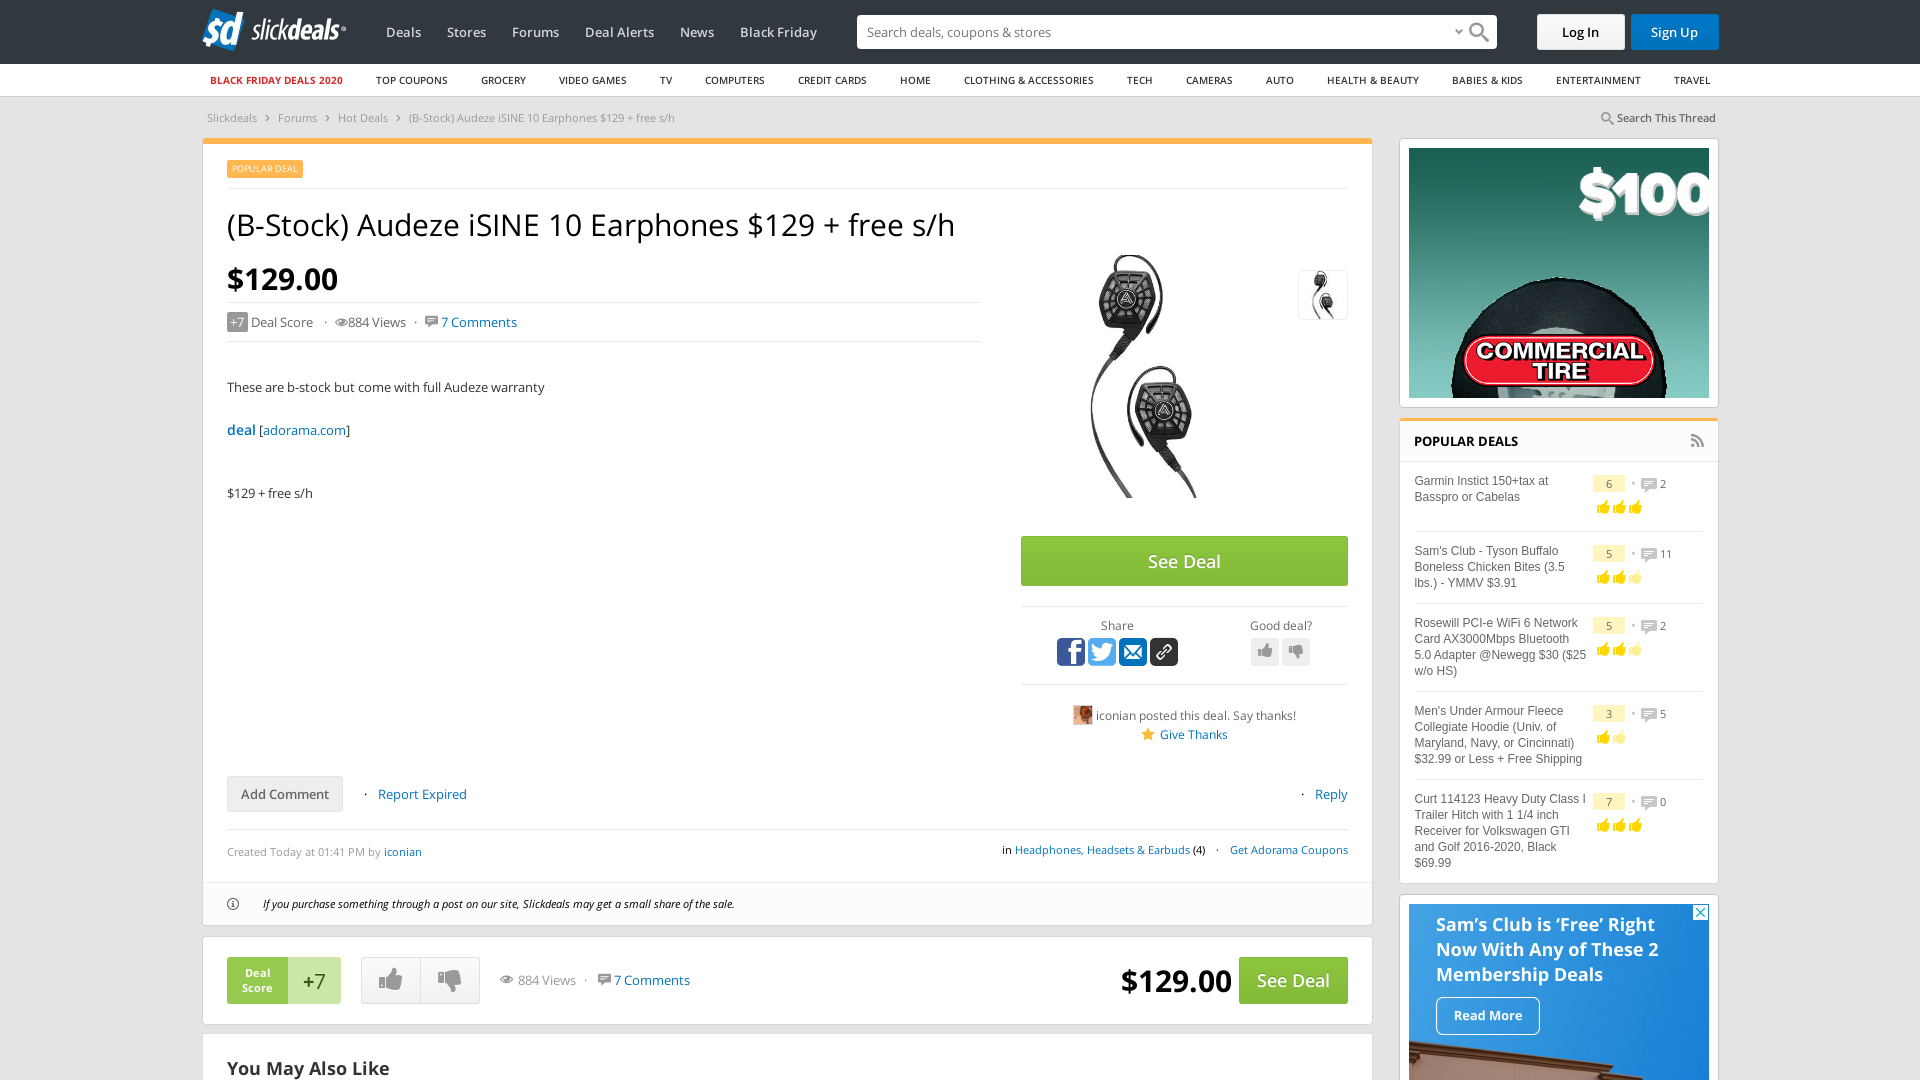 slickdeals
Deals Stores Forums Deal Alerts News Black Friday
Search deals, coupons & stores
Log In
Sign Up
BLACK FRIDAY DEALS 2020 TOP COUPONS GROCERY VIDEO GAMES TV COMPUTERS CREDIT CARDS HOME CLOTHING & ACCESSORIES TECH CAMERAS AUTO HEALTH & BEAUTY BABIES & KIDS ENTERTAINMENT TRAVEL
Slickdeals > Forums > Hot Deals > (B-Stock) Audeze iSINE 10 Earphones $129 + free s/h
Search This Thread
POPULAR DEAL
(B-Stock) Audeze iSINE 10 Earphones $129 + free s/h
$129.00
+7 Deal Score · 884 Views · 7 Comments
These are b-stock but come with full Audeze warranty
deal [adorama.com]
$129 + free s/h
See Deal
Share
Good deal?
iconian posted this deal. Say thanks!
Give Thanks
Add Comment · Report Expired
· Reply
Created Today at 01:41 PM by iconian
in Headphones, Headsets & Earbuds (4) · Get Adorama Coupons
If you purchase something through a post on our site, Slickdeals may get a small share of the sale.
Deal
Score
+7
884 Views · 7 Comments
$129.00
See Deal
You May Also Like
$100
COMMERCIAL
TIRE
POPULAR DEALS
Garmin Instict 150+tax at
Basspro or Cabelas
6 • 2
Sam's Club - Tyson Buffalo
Boneless Chicken Bites (3.5
lbs.) - YMMV $3.91
5 • 11
Rosewill PCI-e WiFi 6 Network
Card AX3000Mbps Bluetooth
5.0 Adapter @Newegg $30 ($25
w/o HS)
5 • 2
Men's Under Armour Fleece
Collegiate Hoodie (Univ. of
Maryland, Navy, or Cincinnati)
$32.99 or Less + Free Shipping
3 • 5
Curt 114123 Heavy Duty Class I
Trailer Hitch with 1 1/4 inch
Receiver for Volkswagen GTI
and Golf 2016-2020, Black
$69.99
7 • 0
Sam's Club is 'Free' Right
Now With Any of These 2
Membership Deals
Read More